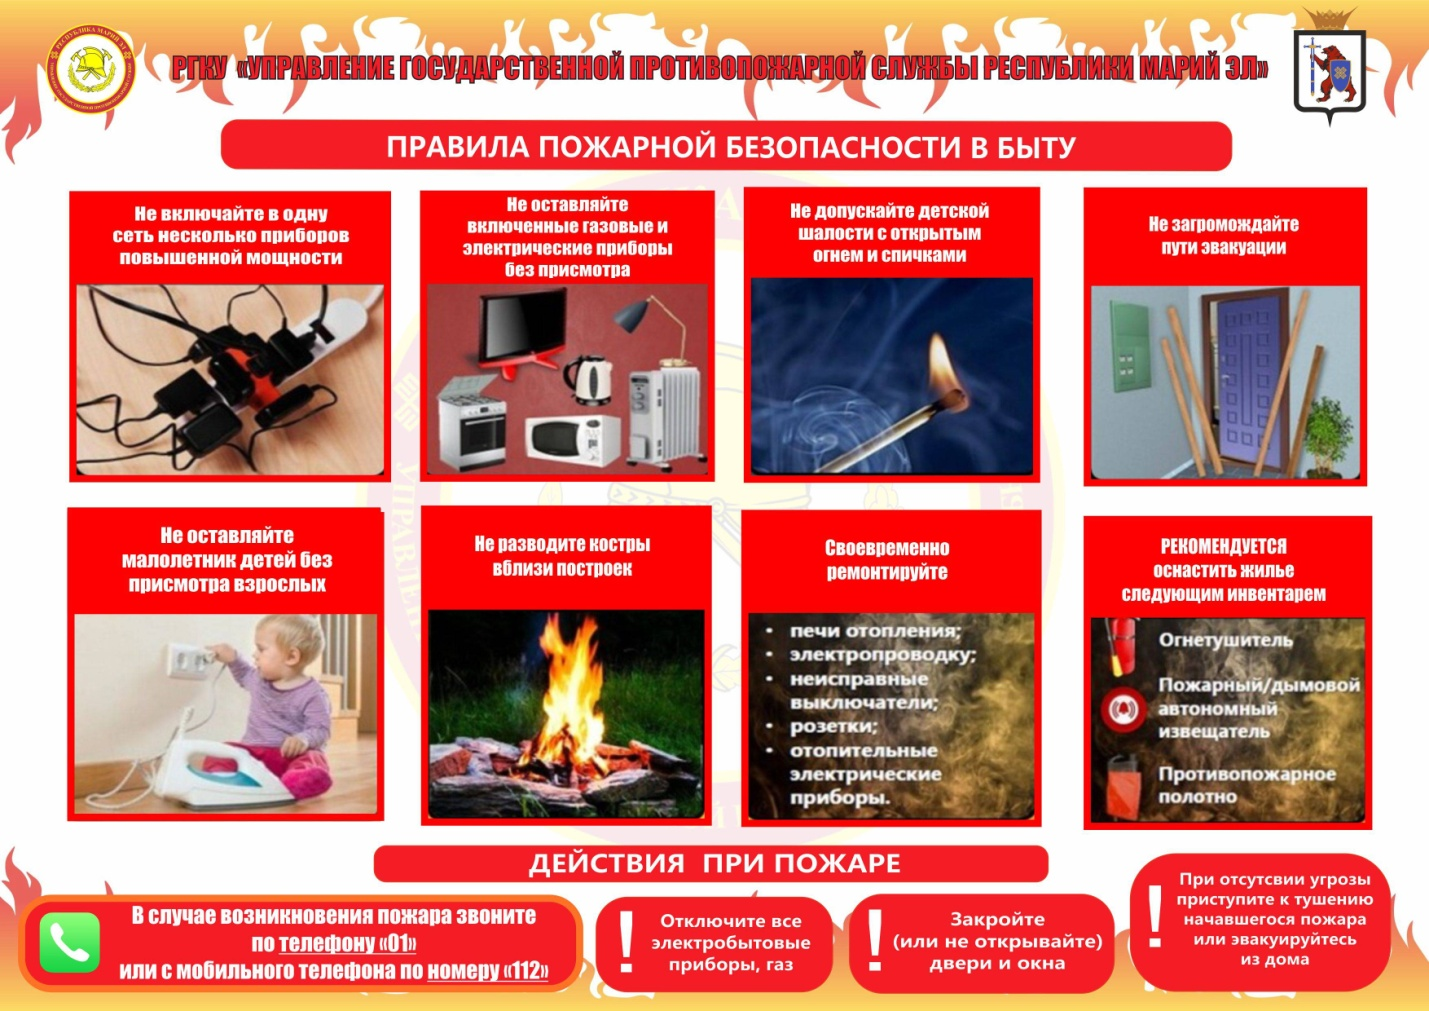 РГКУ «УПРАВЛЕНИЕ ГОСУДАРСТВЕННОЙ ПРОТИВОПОЖАРНОЙ СЛУЖБЫ РЕСПУБЛИКИ МАРИЙ ЭЛ»
ПРАВИЛА ПОЖАРНОЙ БЕЗОПАСНОСТИ В БЫТУ
Не включайте в одну
сеть несколько приборов
повышенной мощности
Не оставляйте
включенные газовые и
электрические приборы
без присмотра
Не допускайте детской
шалости с открытым
огнем и спичками
Не загромождайте
пути эвакуации
Не оставляйте
малолетник детей без
присмотра взрослых
Не разводите костры
вблизи построек
Своевременно
ремонтируйте
• печи отопления;
• электропроводку;
• неисправные
выключатели;
• розетки;
• отопительные
электрические
приборы.
РЕКОМЕНДУЕТСЯ
оснастить жилье
следующим инвентарем
Огнетушитель
Пожарный/дымовой
автономный
извещатель
Противопожарное
полотно
ДЕЙСТВИЯ ПРИ ПОЖАРЕ
В случае возникновения пожара звоните
по телефону «01»
или с мобильного телефона по номеру «112»
!
Отключите все
электробытовые
приборы, газ
!
Закройте
(или не открывайте)
двери и окна
!
При отсутсвии угрозы
приступите к тушению
начавшегося пожара
или эвакуируйтесь
из дома